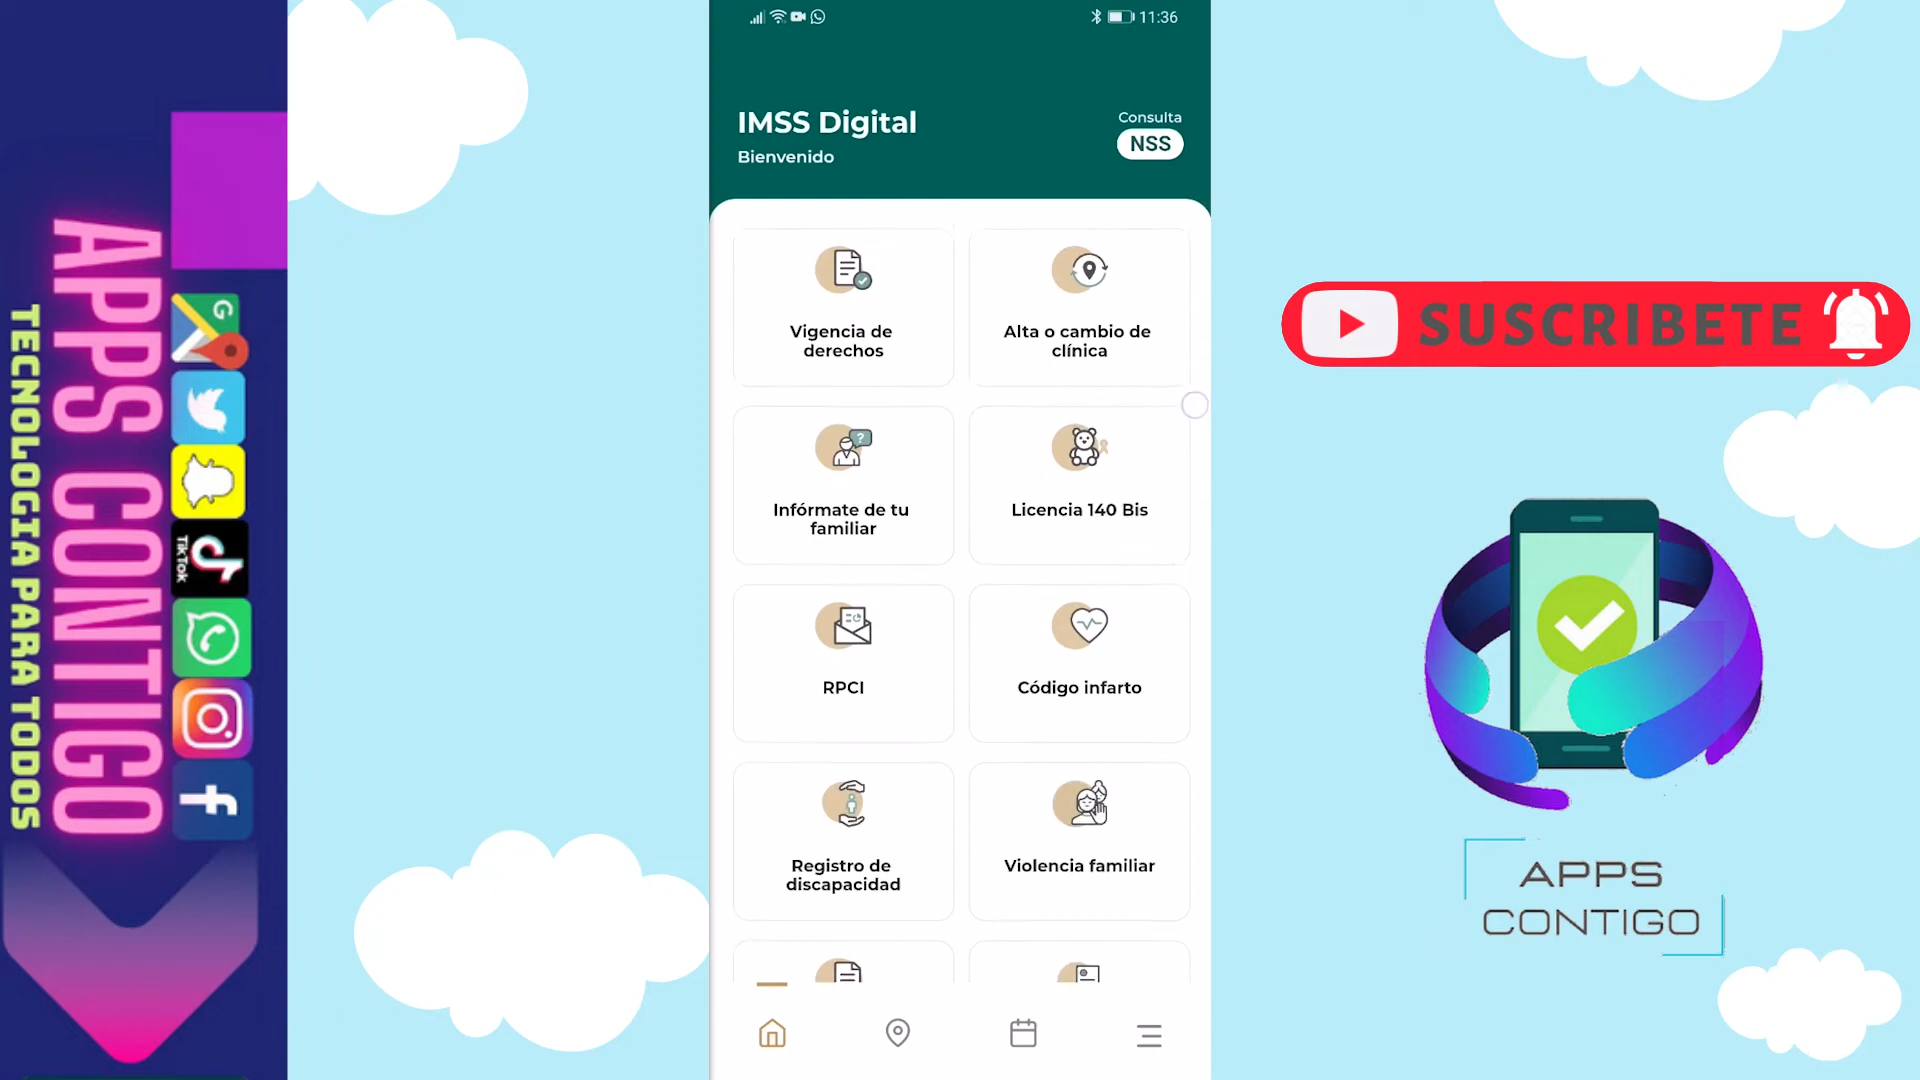 TECNOLOGIA PARA TODOS
APPS CONTIGO
G
TikTok
11:36
IMSS Digital
Bienvenido
Consulta
NSS
Vigencia de
derechos
Alta o cambio de
clínica
?
Infórmate de tu
familiar
Licencia 140 Bis
RPCI
Código infarto
Registro de
discapacidad
Violencia familiar
SUSCRIBETE
APPS
CONTIGO